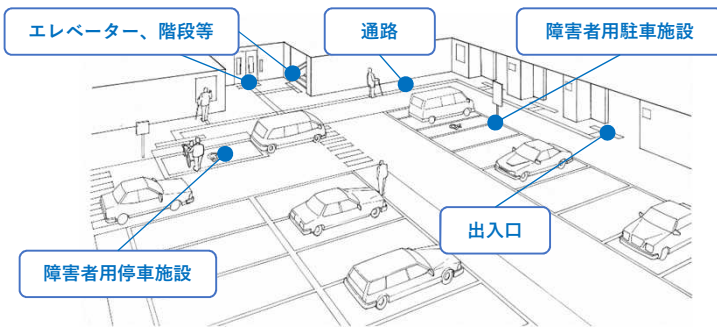 エレベーター、階段等
通路
障害者用駐車施設
出入口
障害者用停車施設